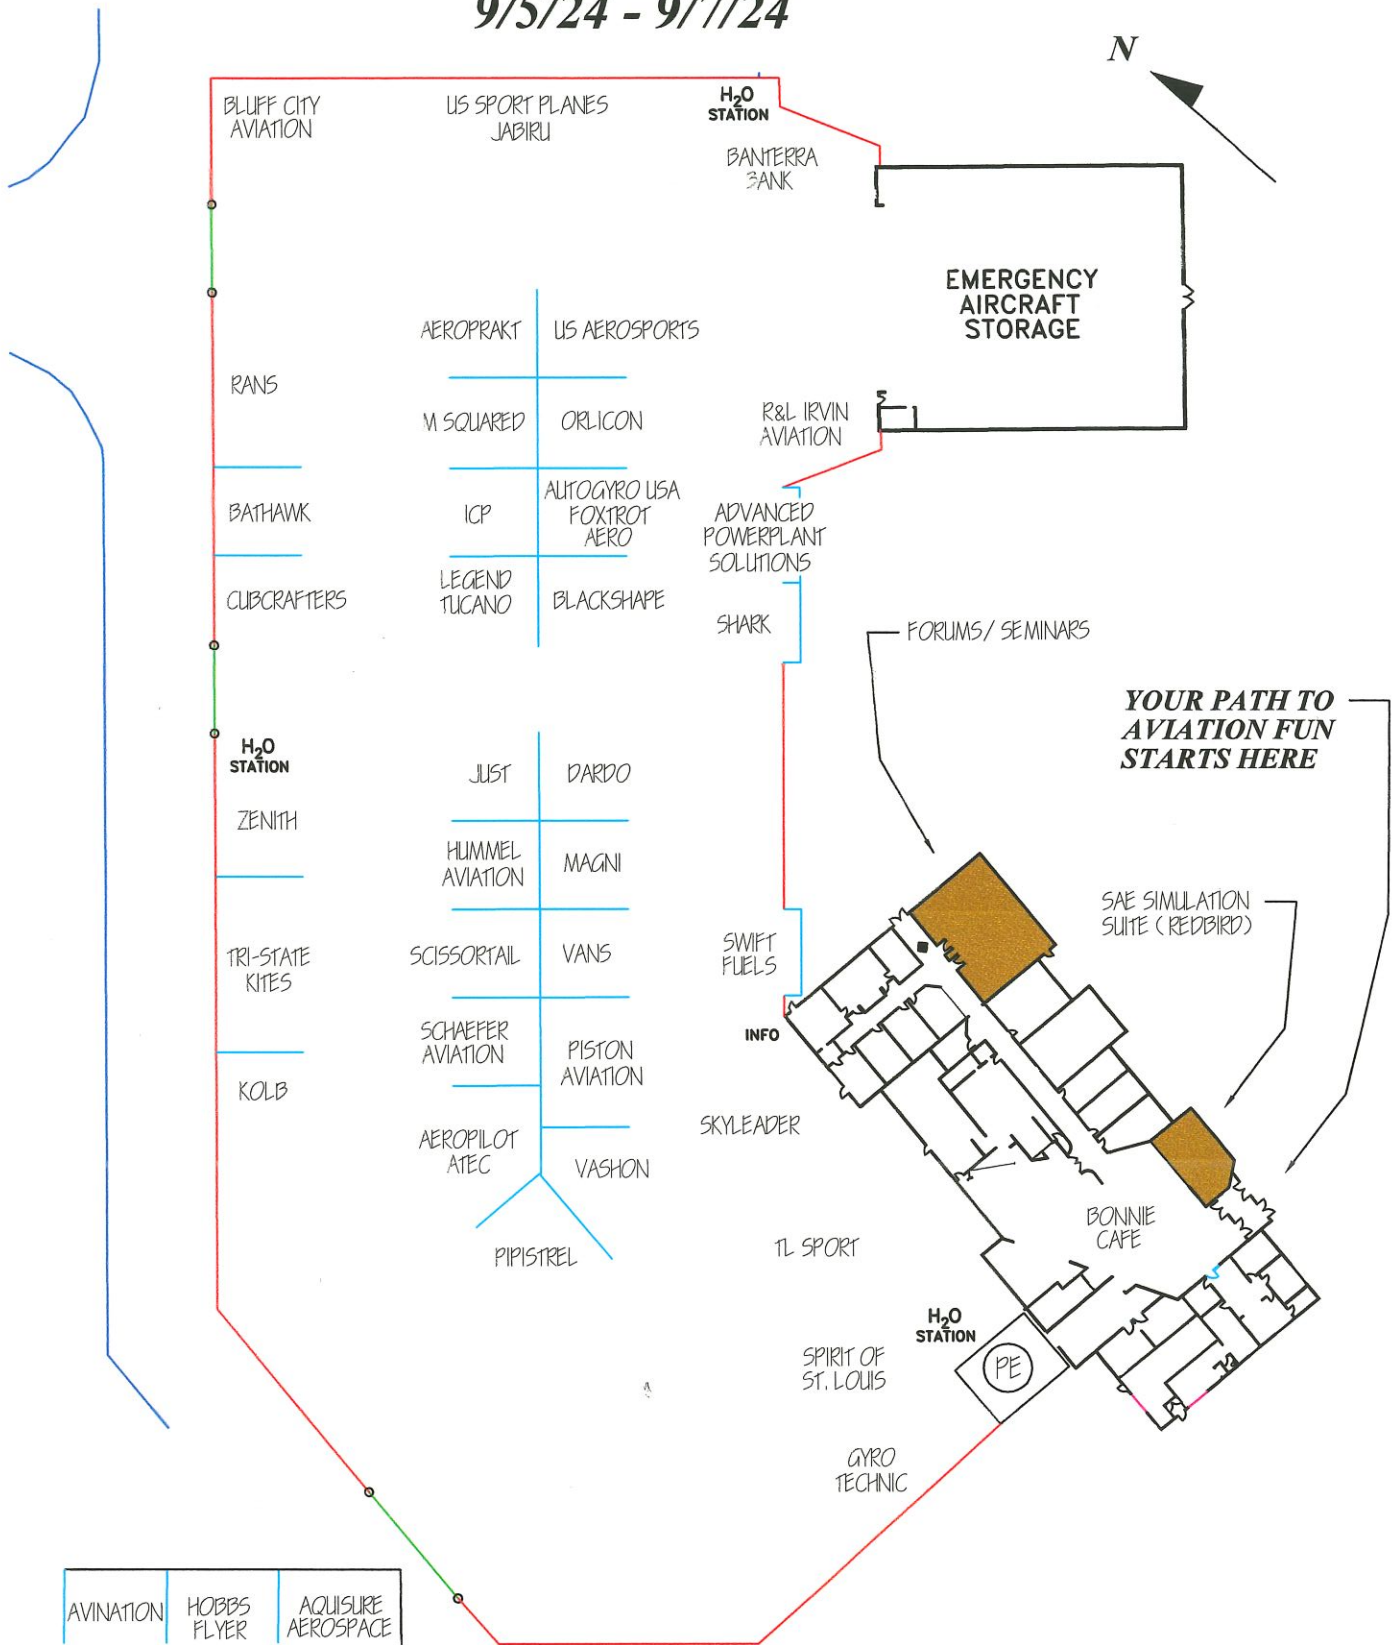 9/5/24 - 9/7/24
N
BLUFF CITY
AVIATION
US SPORT PLANES
JABIRU
H2O
STATION
BANTERRA
BANK
EMERGENCY
AIRCRAFT
STORAGE
AEROPRAKT
US AEROSPORTS
RANS
M SQUARED
ORLICON
R&L IRVIN
AVIATION
BATHAWK
ICP
AUTOGYRO USA
FOXTROT
AERO
ADVANCED
POWERPLANT
SOLUTIONS
CUBCRAFTERS
LEGEND
TUCANO
BLACKSHAPE
SHARK
FORUMS/ SEMINARS
YOUR PATH TO
AVIATION FUN
STARTS HERE
H2O
STATION
JUST
DARDO
ZENITH
HUMMEL
AVIATION
MAGNI
SAE SIMULATION
SUITE (REDBIRD)
TRI-STATE
KITES
SCISSORTAIL
VANS
SWIFT
FUELS
SCHAEFER
AVIATION
PISTON
AVIATION
INFO
KOLB
AEROPILOT
ATEC
VASHON
SKYLEADER
PIPISTREL
TL SPORT
BONNIE
CAFE
H2O
STATION
SPIRIT OF
ST. LOUIS
PE
GYRO
TECHNIC
AVINATION
HOBBS
FLYER
AQUISURE
AEROSPACE